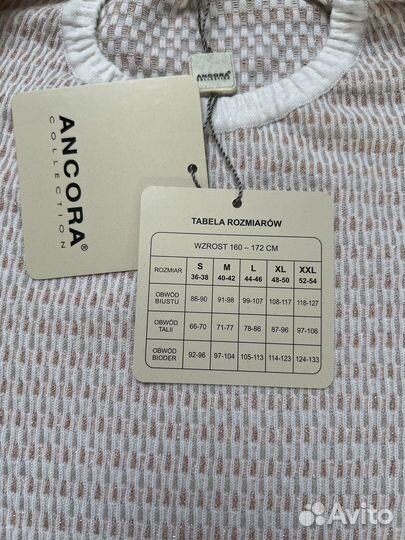 ANCORA
COLLECTION
ANCORA®
COLLECTION
TABELA ROZMIARÓW
WZROST 160 – 172 CM
ROZMIAR S 36-38 M 40-42 L 44-46 XL 48-50 XXL 52-54
OBWÓD BIUSTU 86-90 91-98 99-107 108-117 118-127
OBWÓD TALII 66-70 71-77 78-86 87-96 97-106
OBWÓD BIODER 92-96 97-104 105-113 114-123 124-133
Avito